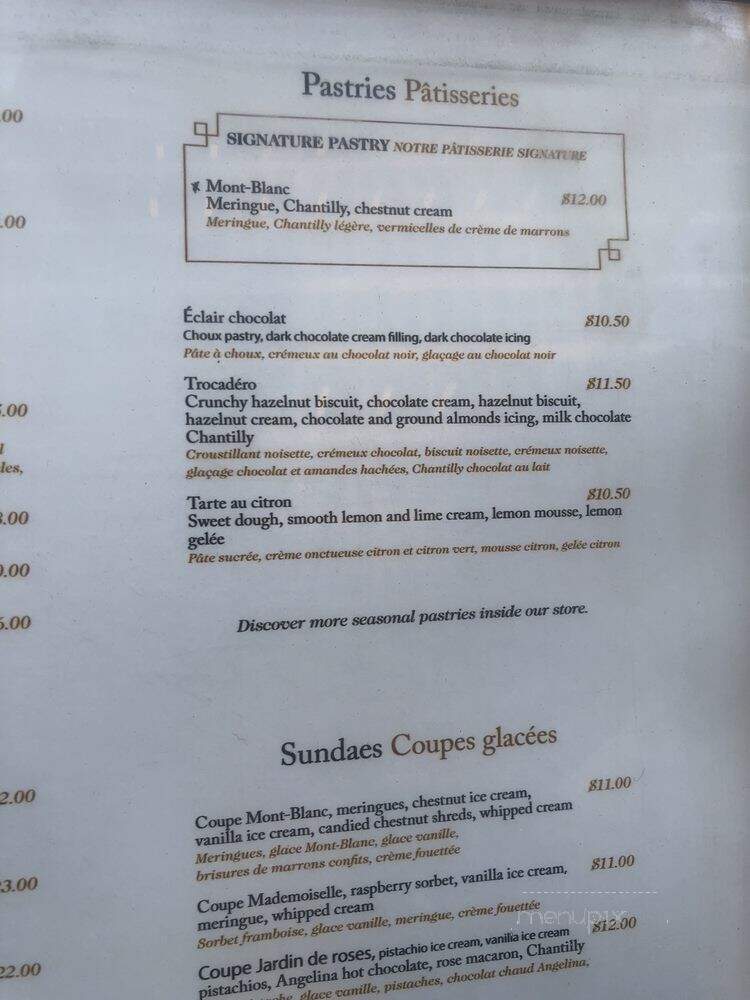 .00
.00
5.00
l
les,
8.00
0.00
5.00
2.00
23.00
22.00
Pastries Pâtisseries
SIGNATURE PASTRY NOTRE PÂTISSERIE SIGNATURE
Mont-Blanc $12.00
Meringue, Chantilly, chestnut cream
Meringue, Chantilly légère, vermicelles de crème de marrons
Éclair chocolat $10.50
Choux pastry, dark chocolate cream filling, dark chocolate icing
Pâte à choux, crémeux au chocolat noir, glaçage au chocolat noir
Trocadéro $11.50
Crunchy hazelnut biscuit, chocolate cream, hazelnut biscuit,
hazelnut cream, chocolate and ground almonds icing, milk chocolate
Chantilly
Croustillant noisette, crémeux chocolat, biscuit noisette, crémeux noisette,
glaçage chocolat et amandes hachées, Chantilly chocolat au lait
Tarte au citron $10.50
Sweet dough, smooth lemon and lime cream, lemon mousse, lemon
gelée
Pâte sucrée, crème onctueuse citron et citron vert, mousse citron, gelée citron
Discover more seasonal pastries inside our store.
Sundaes Coupes glacées
Coupe Mont-Blanc, meringues, chestnut ice cream, $11.00
vanilla ice cream, candied chestnut shreds, whipped cream
Meringues, glace Mont-Blanc, glace vanille,
brisures de marrons confits, crème fouettée
Coupe Mademoiselle, raspberry sorbet, vanilla ice cream, $11.00
meringue, whipped cream
Sorbet framboise, glace vanille, meringue, crème fouettée
menupix
Coupe Jardin de roses, pistachio ice cream, vanilla ice cream $12.00
pistachios, Angelina hot chocolate, rose macaron, Chantilly
glace vanille, pistaches, chocolat chaud Angelina,